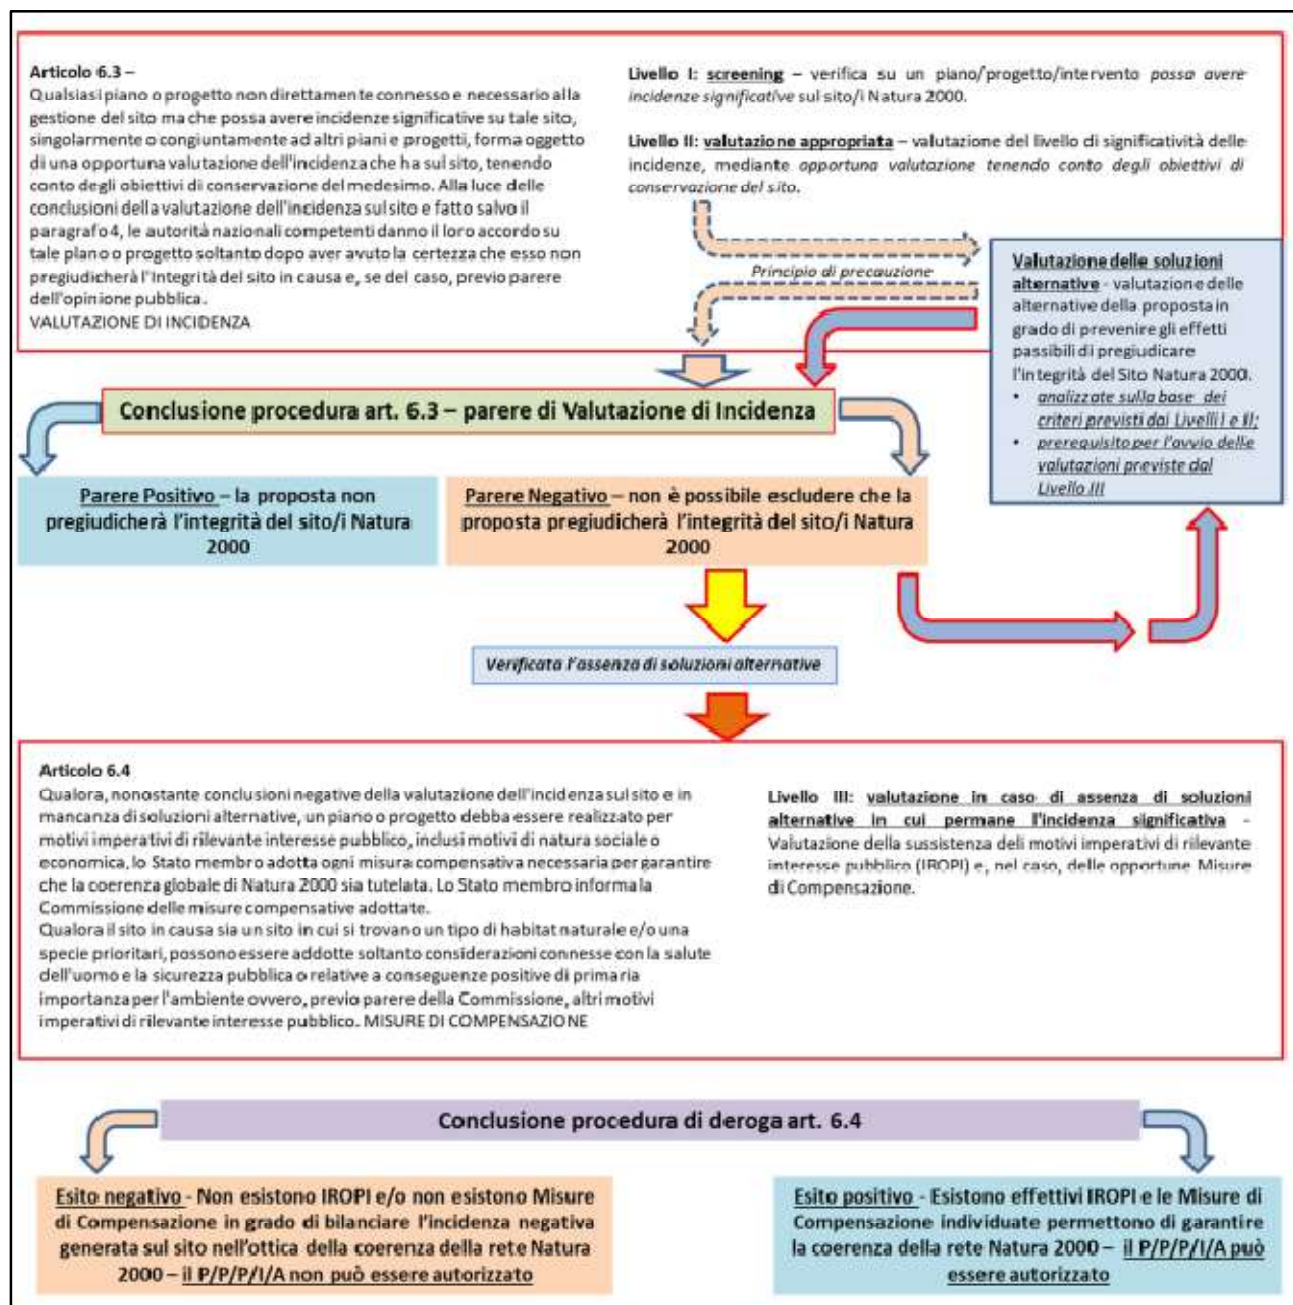 Articolo 6.3 –
Qualsiasi piano o progetto non direttamente connesso e necessario alla
gestione del sito ma che possa avere incidenze significative su tale sito,
singolarmente o congiuntamente ad altri piani e progetti, forma oggetto
di una opportuna valutazione dell'incidenza che ha sul sito, tenendo
conto degli obiettivi di conservazione del medesimo. Alla luce delle
conclusioni della valutazione dell'incidenza sul sito e fatto salvo il
paragrafo 4, le autorità nazionali competenti danno il loro accordo su
tale piano o progetto soltanto dopo aver avuto la certezza che esso non
pregiudicherà l'integrità del sito in causa e, se del caso, previo parere
dell'opinione pubblica.
VALUTAZIONE DI INCIDENZA
Livello I: screening – verifica su un piano/progetto/intervento possa avere
incidenze significative sul sito/i Natura 2000.
Livello II: valutazione appropriata – valutazione del livello di significatività delle
incidenze, mediante opportuna valutazione tenendo conto degli obiettivi di
conservazione del sito.
Principio di precauzione
Valutazione delle soluzioni
alternative - valutazione delle
alternative della proposta in
grado di prevenire gli effetti
passibili di pregiudicare
l'integrità del Sito Natura 2000.
• analizzate sulla base dei
criteri previsti dai Livelli I e II;
• prerequisito per l'avvio delle
valutazioni previste dal
Livello III
Conclusione procedura art. 6.3 – parere di Valutazione di Incidenza
Parere Positivo – la proposta non
pregiudicherà l'integrità del sito/i Natura
2000
Parere Negativo – non è possibile escludere che la
proposta pregiudicherà l'integrità del sito/i Natura
2000
Verificata l'assenza di soluzioni alternative
Articolo 6.4
Qualora, nonostante conclusioni negative della valutazione dell'incidenza sul sito e in
mancanza di soluzioni alternative, un piano o progetto debba essere realizzato per
motivi imperativi di rilevante interesse pubblico, inclusi motivi di natura sociale o
economica, lo Stato membro adotta ogni misura compensativa necessaria per garantire
che la coerenza globale di Natura 2000 sia tutelata. Lo Stato membro informa la
Commissione delle misure compensative adottate.
Qualora il sito in causa sia un sito in cui si trovano un tipo di habitat naturale e/o una
specie prioritari, possono essere addotte soltanto considerazioni connesse con la salute
dell'uomo e la sicurezza pubblica o relative a conseguenze positive di primaria
importanza per l'ambiente ovvero, previo parere della Commissione, altri motivi
imperativi di rilevante interesse pubblico. MISURE DI COMPENSAZIONE
Livello III: valutazione in caso di assenza di soluzioni
alternative in cui permane l'incidenza significativa -
Valutazione della sussistenza deli motivi imperativi di rilevante
interesse pubblico (IROPI) e, nel caso, delle opportune Misure
di Compensazione.
Conclusione procedura di deroga art. 6.4
Esito negativo - Non esistono IROPI e/o non esistono Misure
di Compensazione in grado di bilanciare l'incidenza negativa
generata sul sito nell'ottica della coerenza della rete Natura
2000 – il P/P/P/I/A non può essere autorizzato
Esito positivo - Esistono effettivi IROPI e le Misure di
Compensazione individuate permettono di garantire
la coerenza della rete Natura 2000 – il P/P/P/I/A può
essere autorizzato